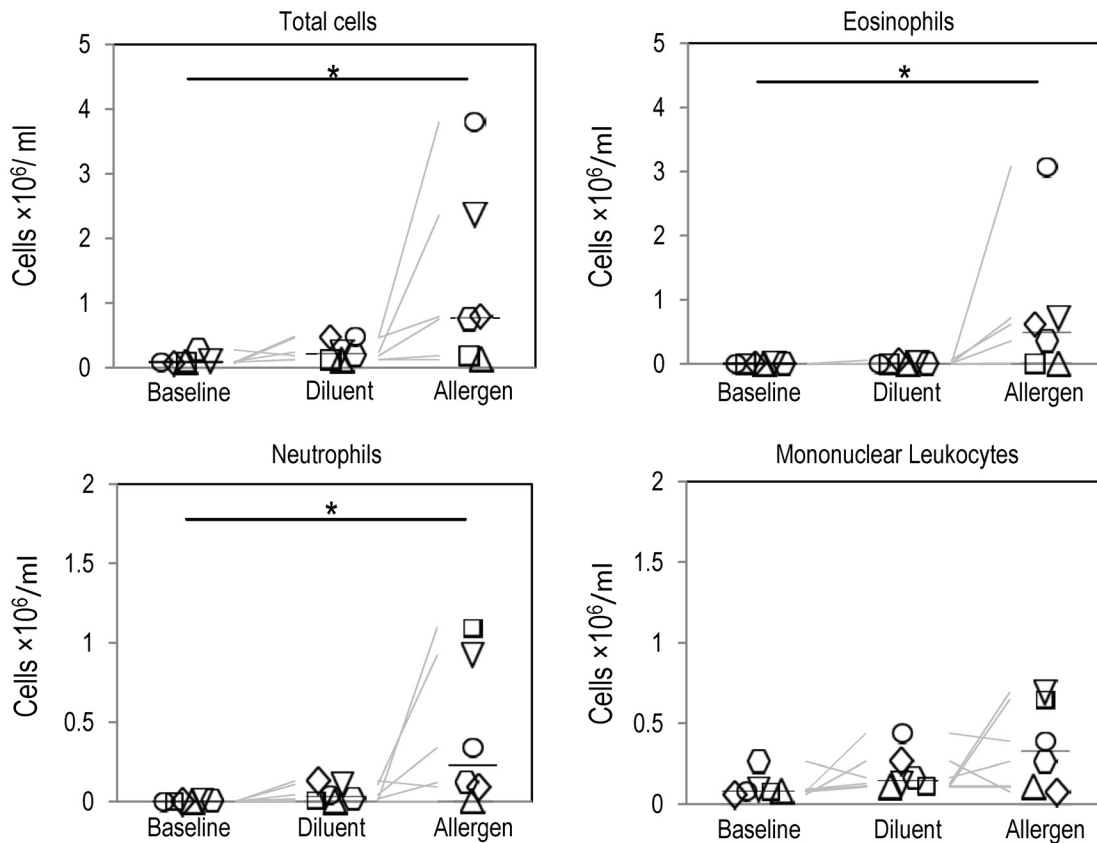 Total cells
5
4
3
2
1
0
Cells ×10⁶/ ml
*
Baseline
Diluent
Allergen
Eosinophils
5
4
3
2
1
0
Cells ×10⁶/ml
*
Baseline
Diluent
Allergen
Neutrophils
2
1.5
1
0.5
0
Cells ×10⁶/ml
*
Baseline
Diluent
Allergen
Mononuclear Leukocytes
2
1.5
1
0.5
0
Cells ×10⁶/ml
Baseline
Diluent
Allergen